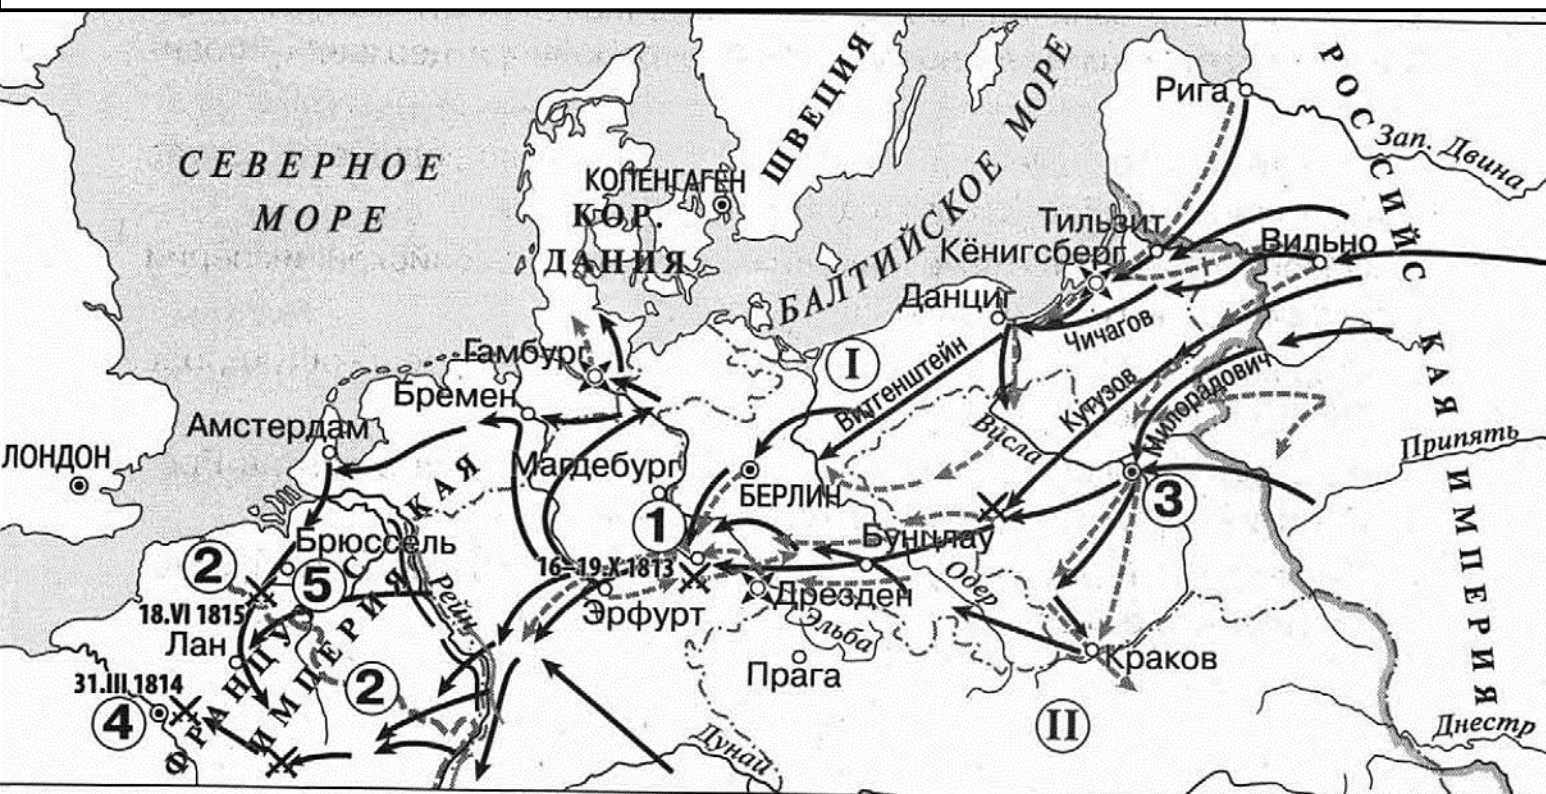 СЕВЕРНОЕ
МОРЕ
КОПЕНГАГЕН
КОР.
ДАНИЯ
ШВЕЦИЯ
БАЛТИЙСКОЕ МОРЕ
Рига
Зап. Двина
РОССИЙСКАЯ ИМПЕРИЯ
Тильзит
Кёнигсберг
Вильно
Данциг
Чичагов
Гамбург
I
Витгенштейн
Кутузов
Милорадович
Бремен
Амстердам
Висла
Припять
ЛОНДОН
Магдебург
БЕРЛИН
3
1
Бунцлау
Брюссель
2
5
16–19.X 1813
Рейн
Эрфурт
Дрезден
Одер
18.VI 1815
Эльба
Лан
Прага
Краков
31.III 1814
2
4
ФРАНЦУЗСКАЯ
ИМПЕРИЯ
II
Дунай
Днестр